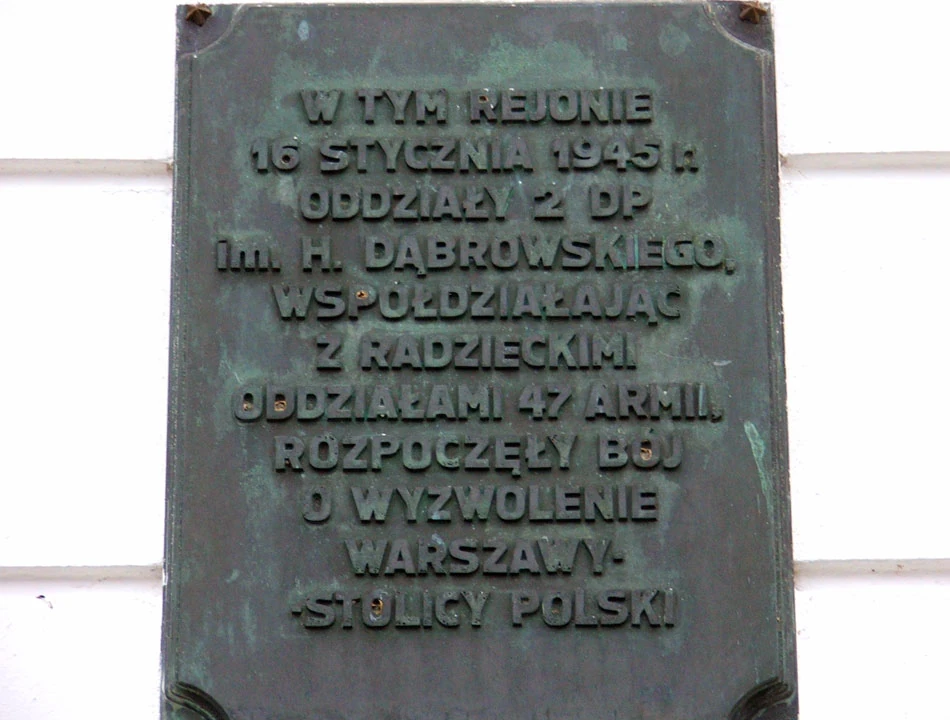 W TYM REJONIE
16 STYCZNIA 1945 r.
ODDZIAŁY 2 DP
im. H. DĄBROWSKIEGO,
WSPÓŁDZIAŁAJĄC
Z RADZIECKIMI
ODDZIAŁAMI 47 ARMII,
ROZPOCZĘŁY BÓJ
O WYZWOLENIE
WARSZAWY-
-STOLICY POLSKI